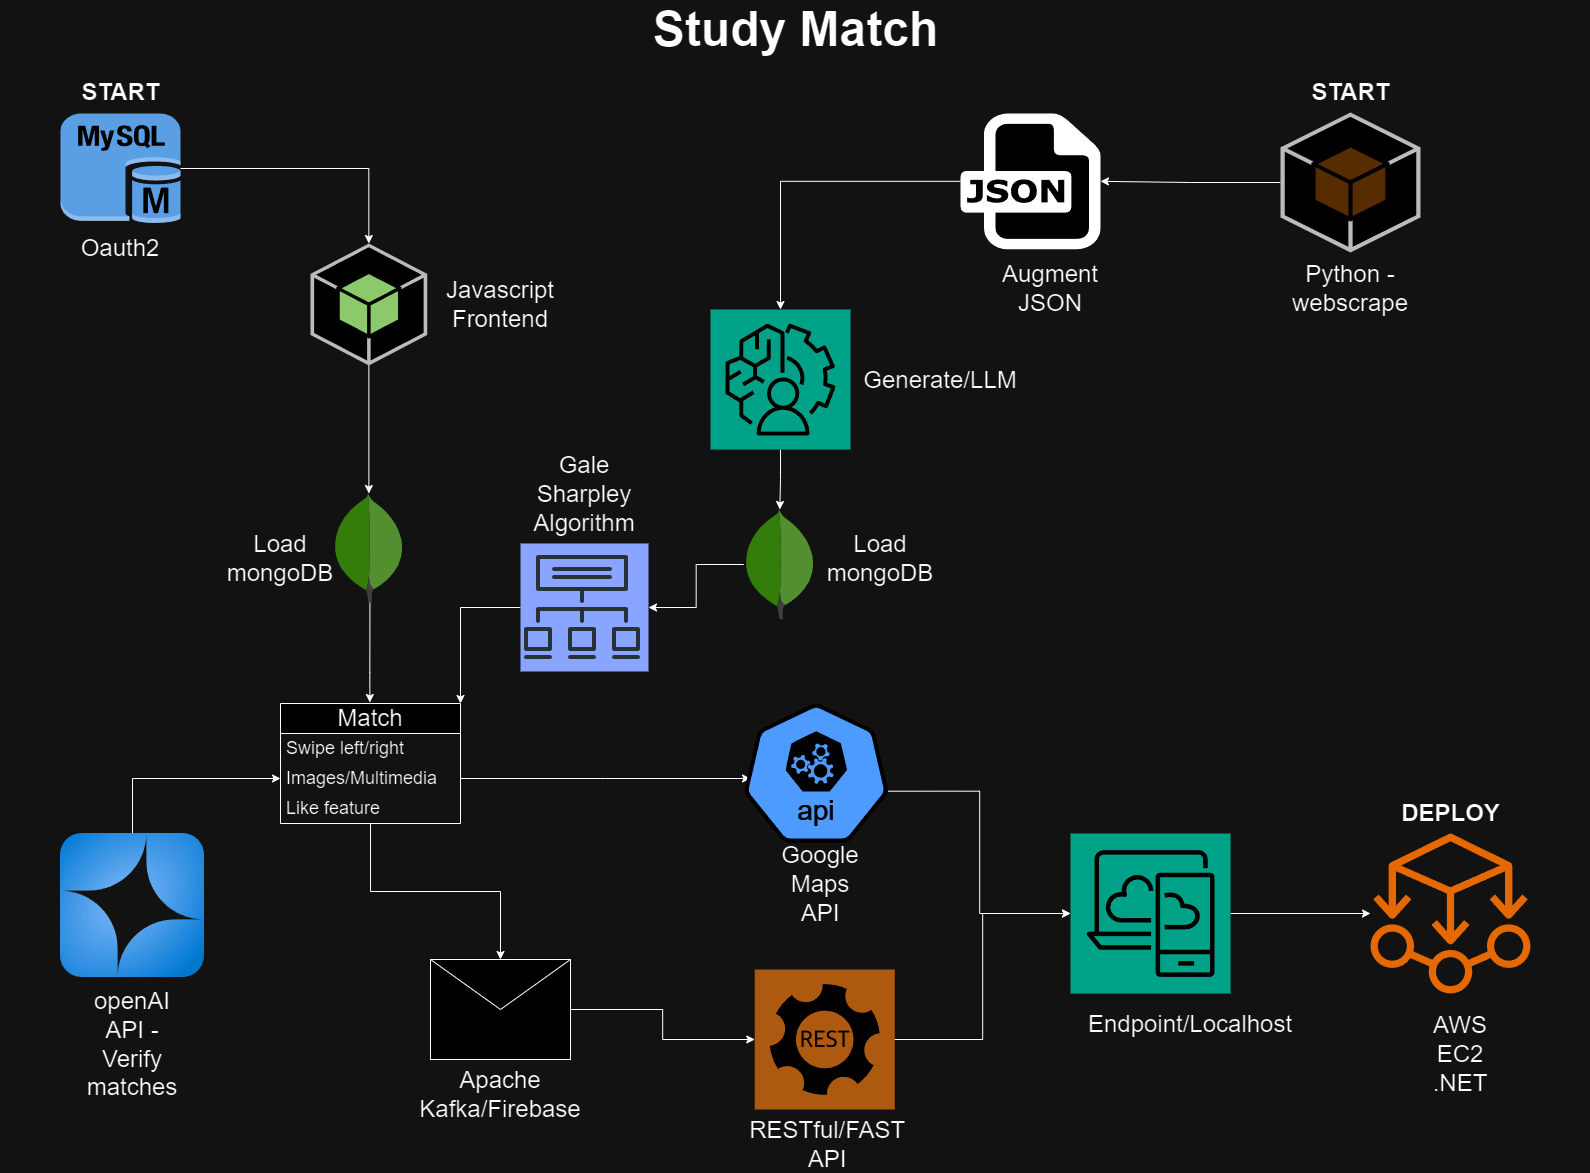 Study Match
START
MySQL
M
Oauth2
Javascript
Frontend
START
JSON
Augment
JSON
Python -
webscrape
Generate/LLM
Gale
Sharpley
Algorithm
Load
mongoDB
Load
mongoDB
Match
Swipe left/right
Images/Multimedia
Like feature
openAI
API -
Verify
matches
api
Google
Maps
API
Apache
Kafka/Firebase
REST
RESTful/FAST
API
Endpoint/Localhost
DEPLOY
AWS
EC2
.NET